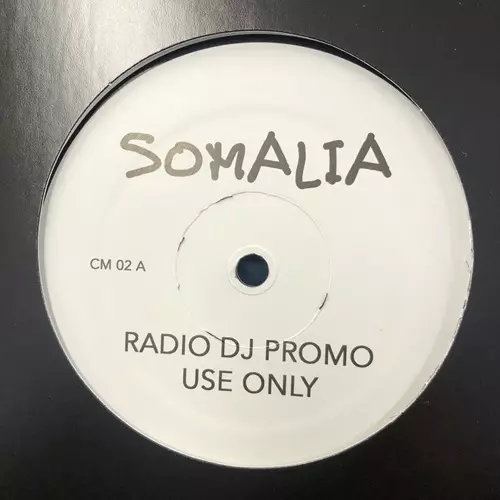 SOMALIA
CM 02 A
RADIO DJ PROMO
USE ONLY